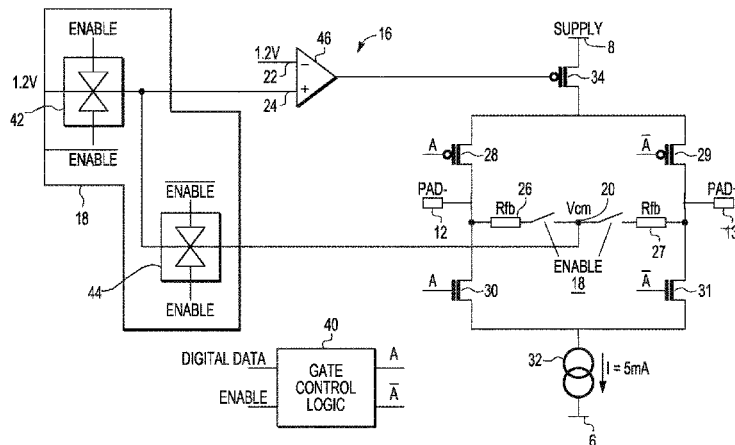 ENABLE
1.2V
42
E̅N̅A̅B̅L̅E̅
18
E̅N̅A̅B̅L̅E̅
44
ENABLE
1.2V
22
24
46
16
SUPPLY
8
34
A
28
A̅
29
PAD-
12
Rfb
26
Vcm
20
Rfb
27
PAD-
13
ENABLE
18
A
30
A̅
31
32
I = 5mA
6
40
DIGITAL DATA
ENABLE
GATE
CONTROL
LOGIC
A
A̅